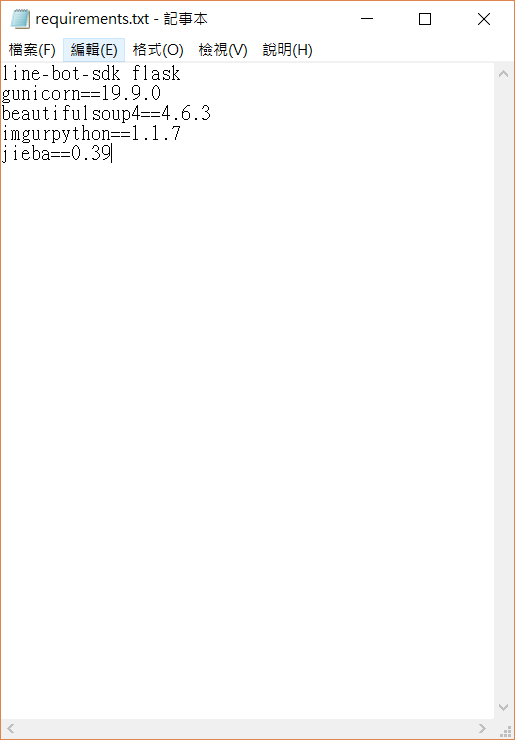 requirements.txt - 記事本
檔案(F) 編輯(E) 格式(O) 檢視(V) 說明(H)
line-bot-sdk flask
gunicorn==19.9.0
beautifulsoup4==4.6.3
imgurpython==1.1.7
jieba==0.39